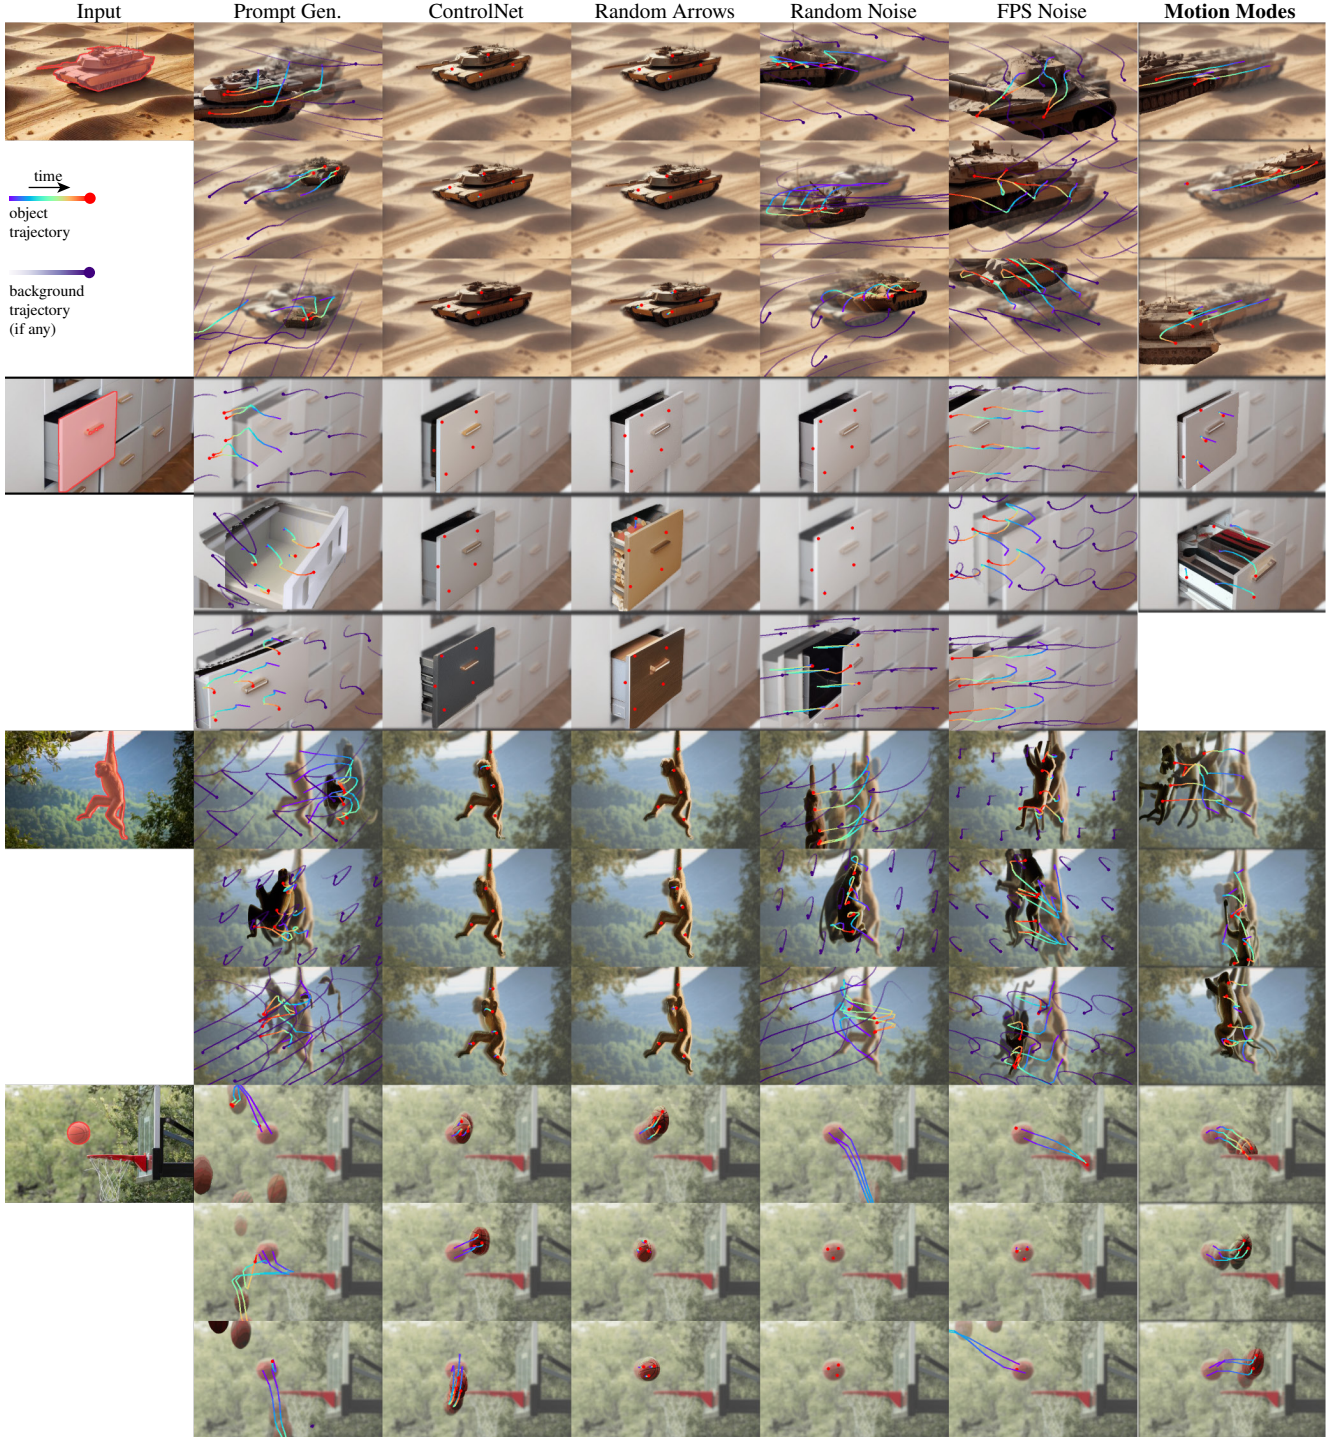 Input Prompt Gen. ControlNet Random Arrows Random Noise FPS Noise Motion Modes
time
object
trajectory
background
trajectory
(if any)